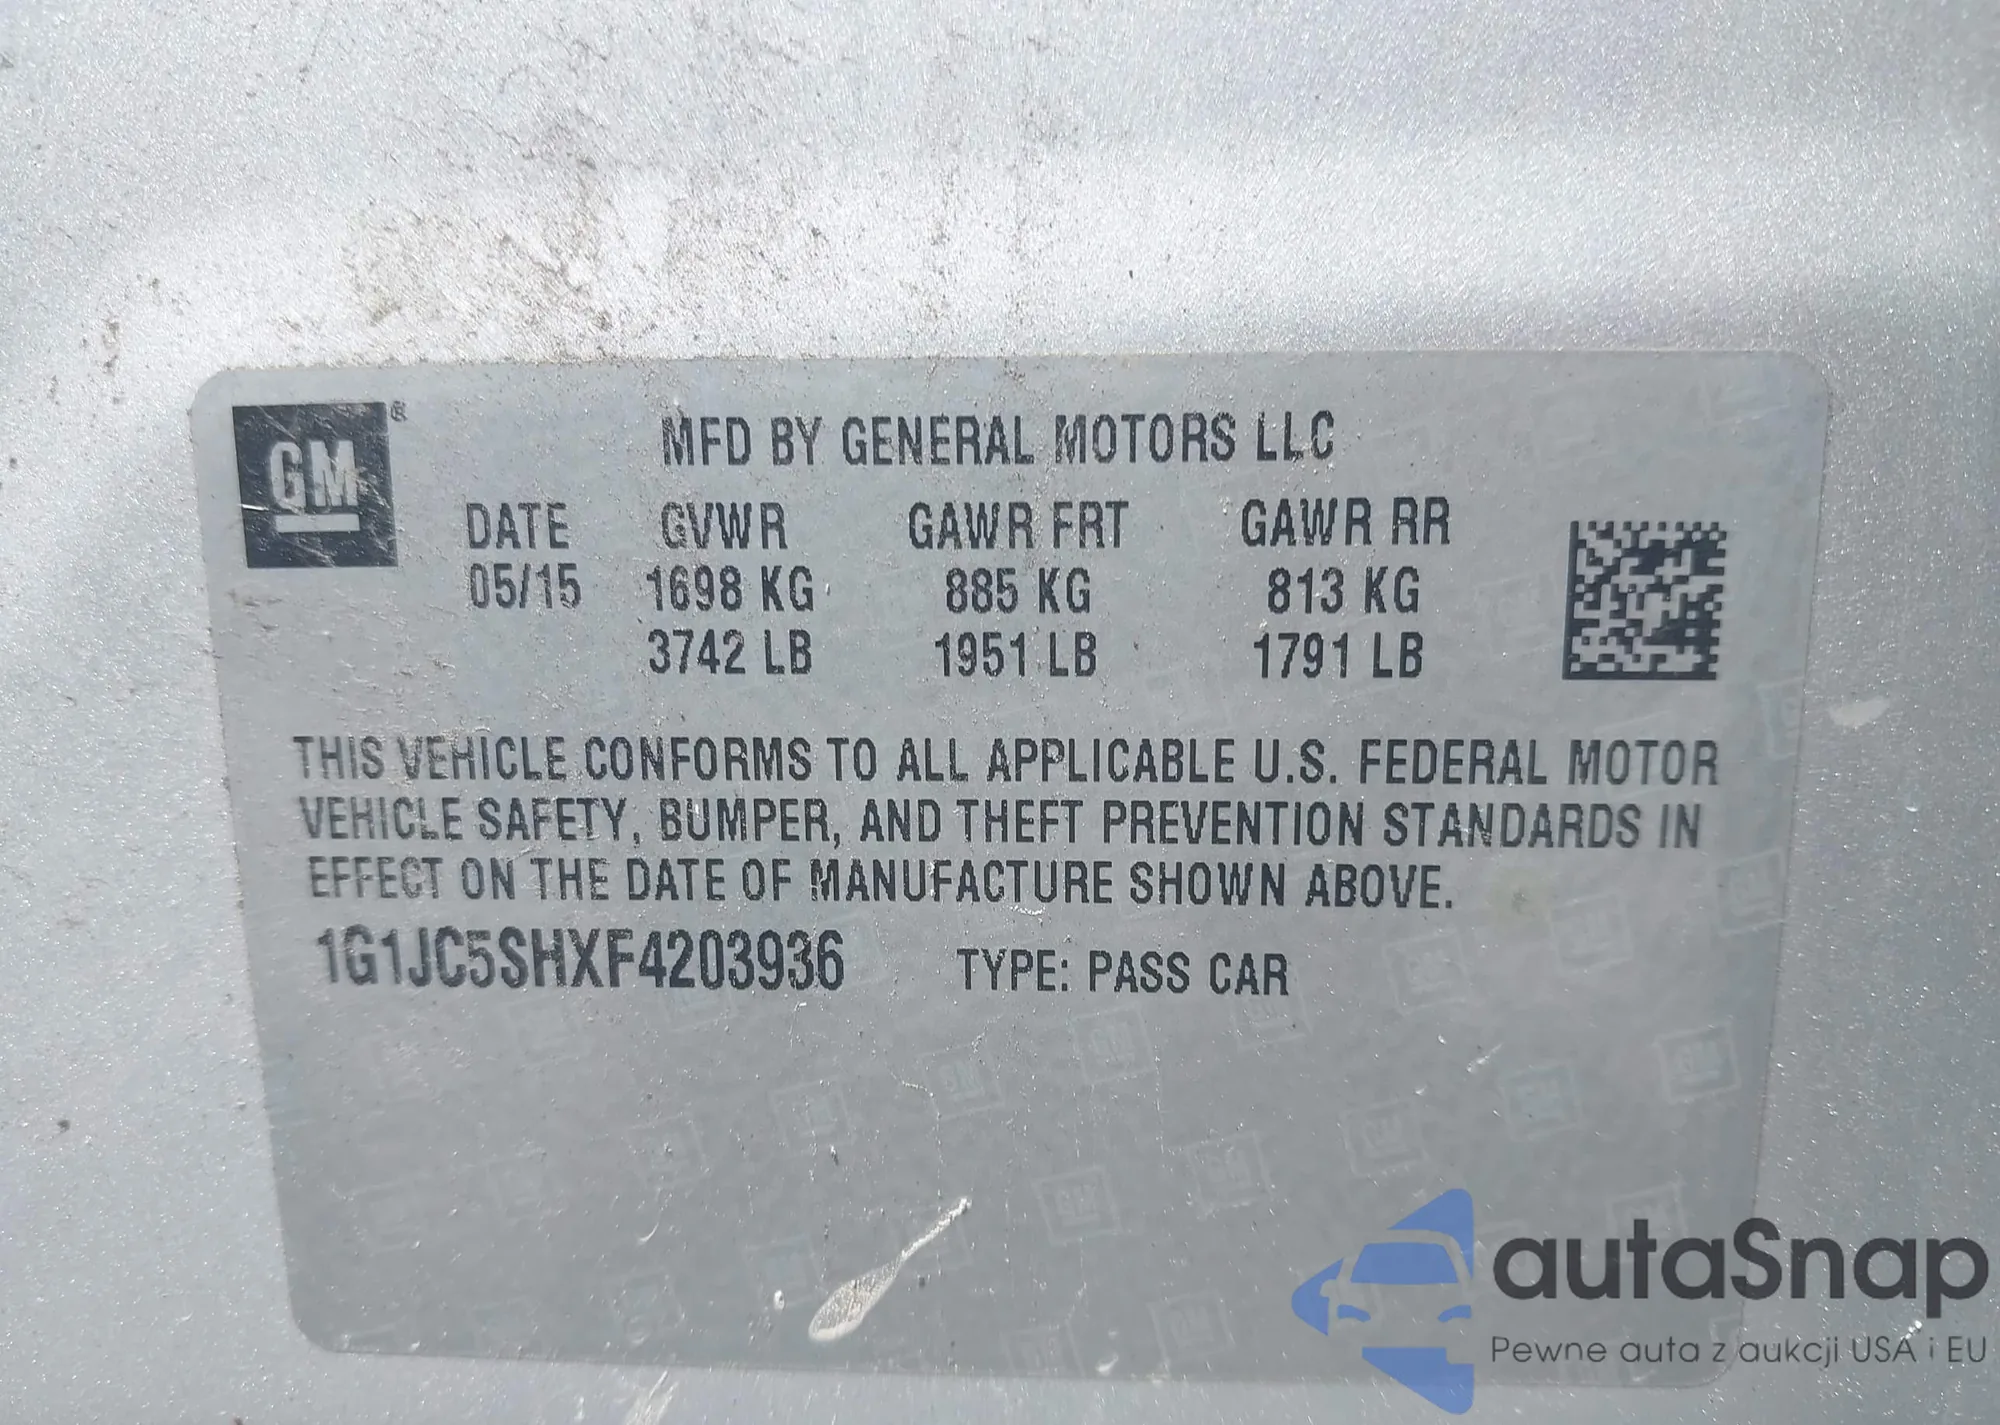 GM®
MFD BY GENERAL MOTORS LLC
DATE GVWR GAWR FRT GAWR RR
05/15 1698 KG 885 KG 813 KG
3742 LB 1951 LB 1791 LB
THIS VEHICLE CONFORMS TO ALL APPLICABLE U.S. FEDERAL MOTOR
VEHICLE SAFETY, BUMPER, AND THEFT PREVENTION STANDARDS IN
EFFECT ON THE DATE OF MANUFACTURE SHOWN ABOVE.
1G1JC5SHXF4203936 TYPE: PASS CAR
autaSnap
Pewne auta z aukcji USA i EU